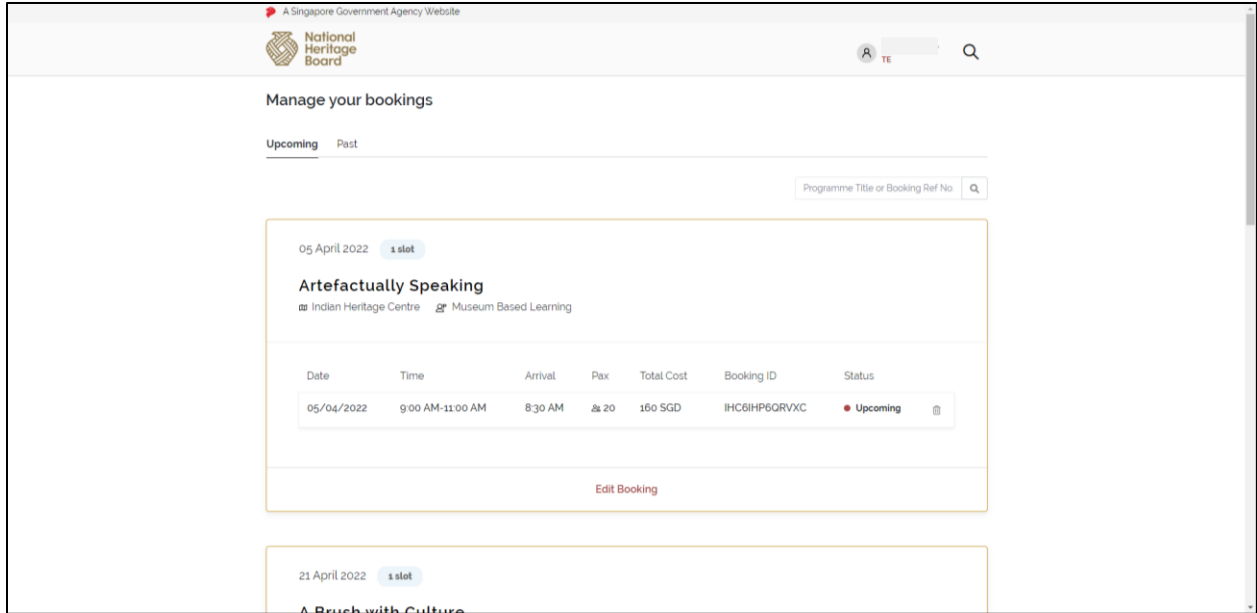 A Singapore Government Agency Website
National
Heritage
Board
TE
Manage your bookings
Upcoming Past
Programme Title or Booking Ref No.
05 April 2022 1 slot
Artefactually Speaking
Indian Heritage Centre Museum Based Learning
Date Time Arrival Pax Total Cost Booking ID Status
05/04/2022 9:00 AM-11:00 AM 8:30 AM 20 160 SGD IHC6IHP6QRVXC Upcoming
Edit Booking
21 April 2022 1 slot
A Brush with Culture